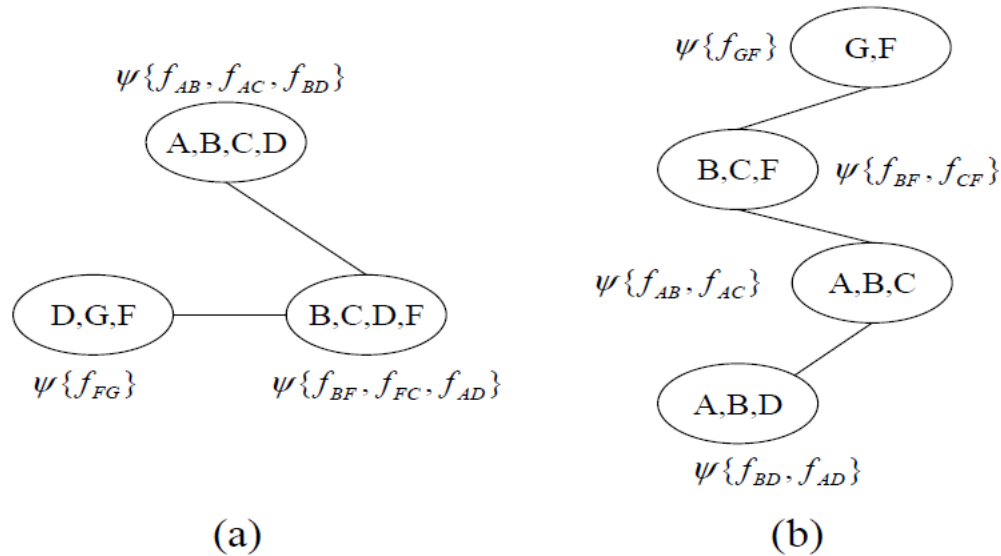 ψ{f_AB, f_AC, f_BD}
A,B,C,D
D,G,F
B,C,D,F
ψ{f_FG}
ψ{f_BF, f_FC, f_AD}
(a)
ψ{f_GF}
G,F
B,C,F
ψ{f_BF, f_CF}
ψ{f_AB, f_AC}
A,B,C
A,B,D
ψ{f_BD, f_AD}
(b)